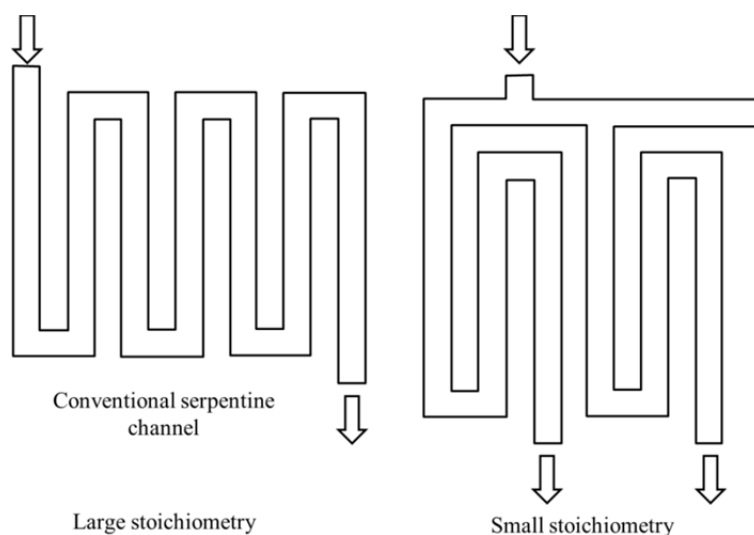 Conventional serpentine
channel
Large stoichiometry
Small stoichiometry